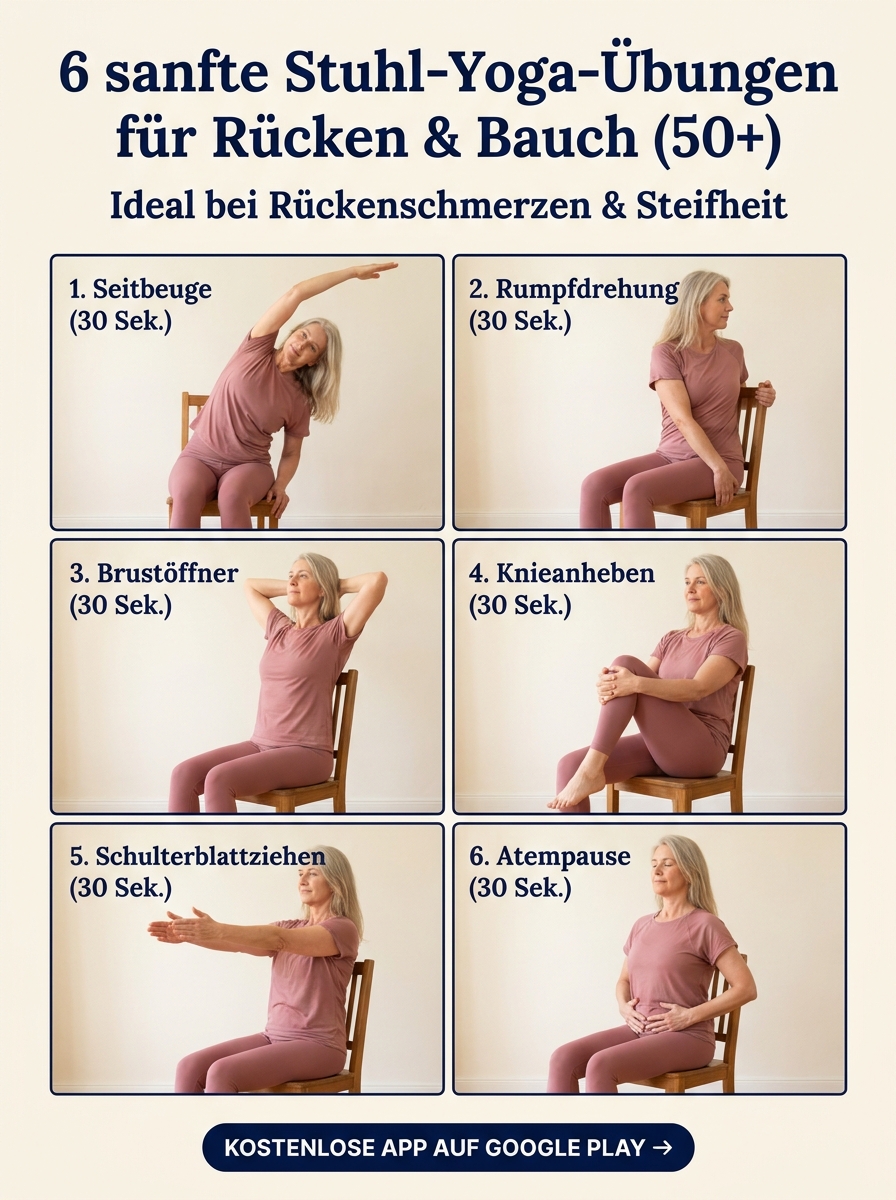 6 sanfte Stuhl-Yoga-Übungen
für Rücken & Bauch (50+)
Ideal bei Rückenschmerzen & Steifheit
1. Seitbeuge
(30 Sek.)
2. Rumpfdrehung
(30 Sek.)
3. Brustöffner
(30 Sek.)
4. Knieanheben
(30 Sek.)
5. Schulterblattziehen
(30 Sek.)
6. Atempause
(30 Sek.)
KOSTENLOSE APP AUF GOOGLE PLAY →